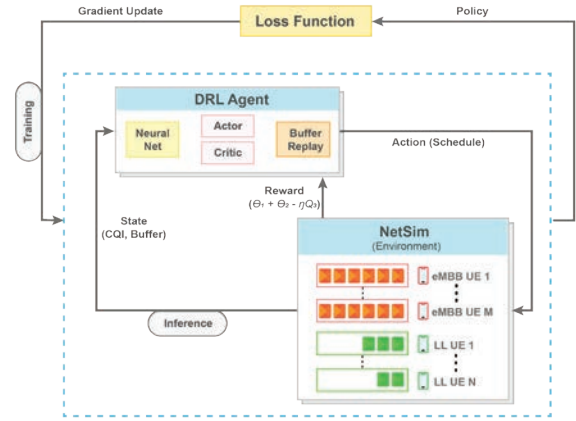 Gradient Update
Loss Function
Policy
Training
DRL Agent
Neural
Net
Actor
Critic
Buffer
Replay
Action (Schedule)
Reward
(Θ₁ + Θ₂ - ηQ₃)
State
(CQI, Buffer)
NetSim
(Environment)
eMBB UE 1
eMBB UE M
LL UE 1
LL UE N
Inference